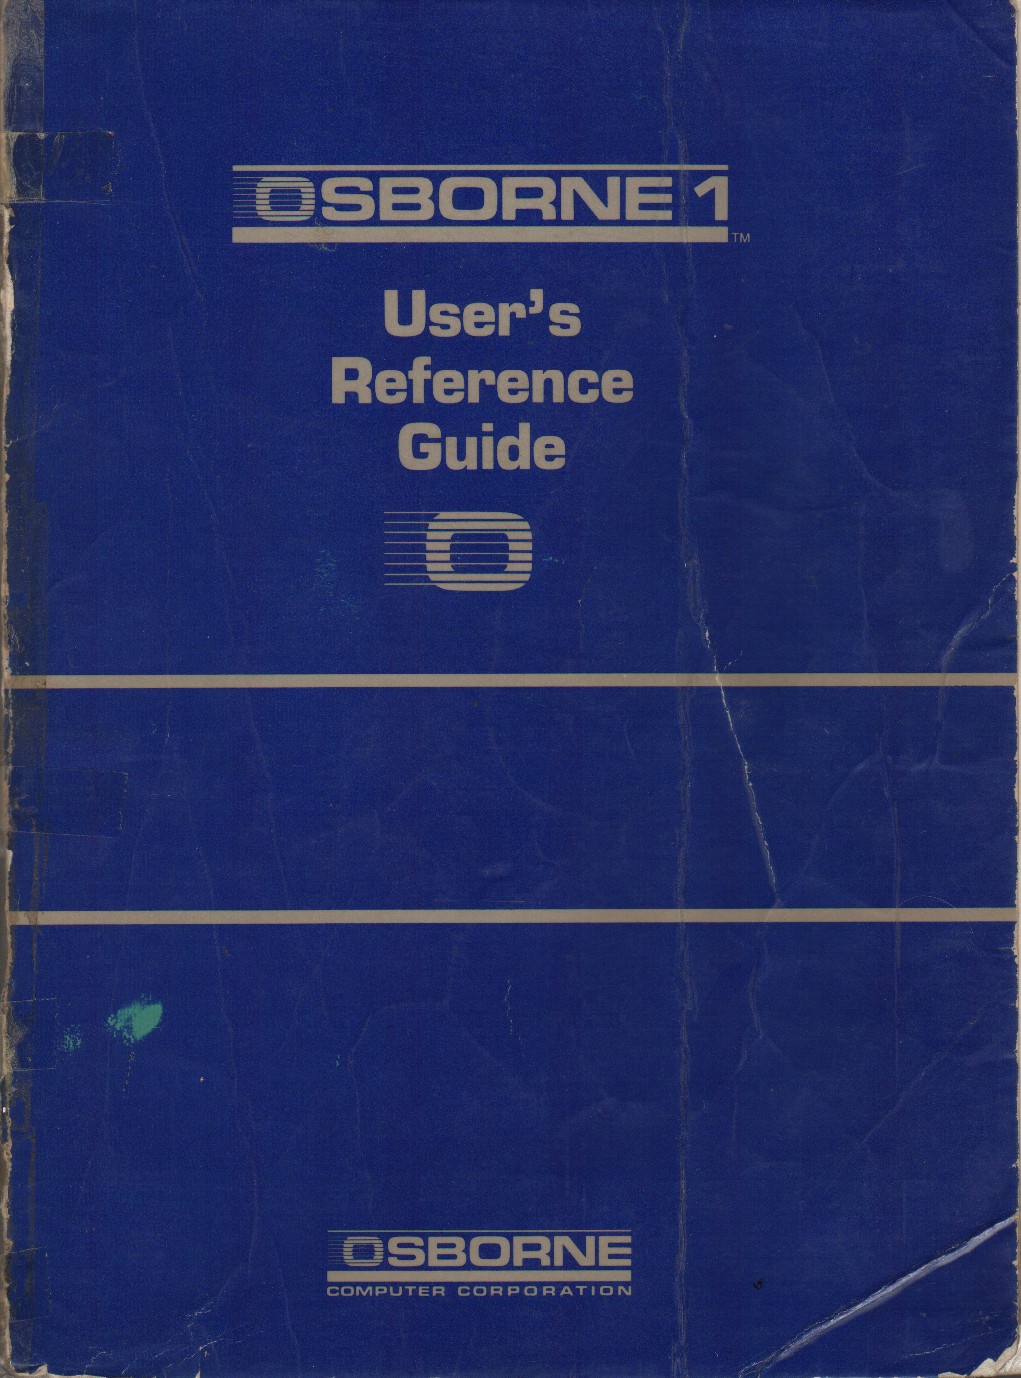 OSBORNE 1
TM
User's
Reference
Guide
O
OSBORNE
COMPUTER CORPORATION